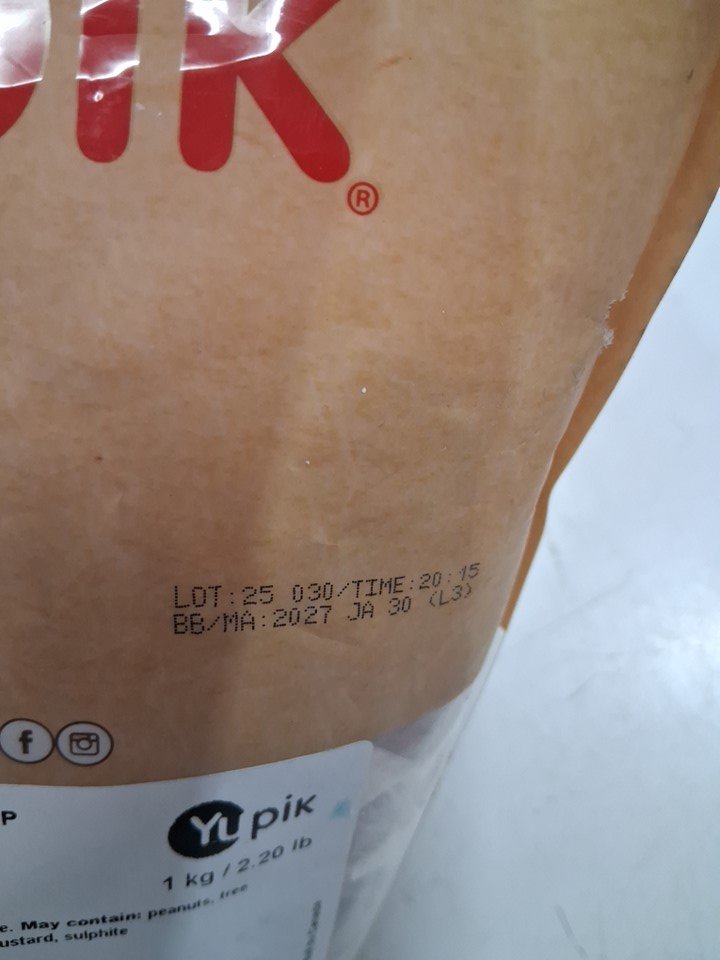 pik®
LOT:25 030/TIME:20:15
BB/MA:2027 JA 30 (L3)
f
P
Yupik
1 kg / 2.20 lb
e. May contain: peanuts, tree
ustard, sulphite